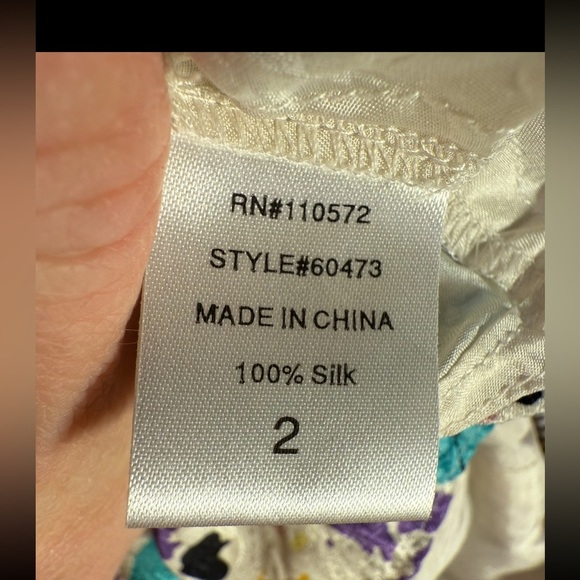 RN#110572
STYLE#60473
MADE IN CHINA
100% Silk
2